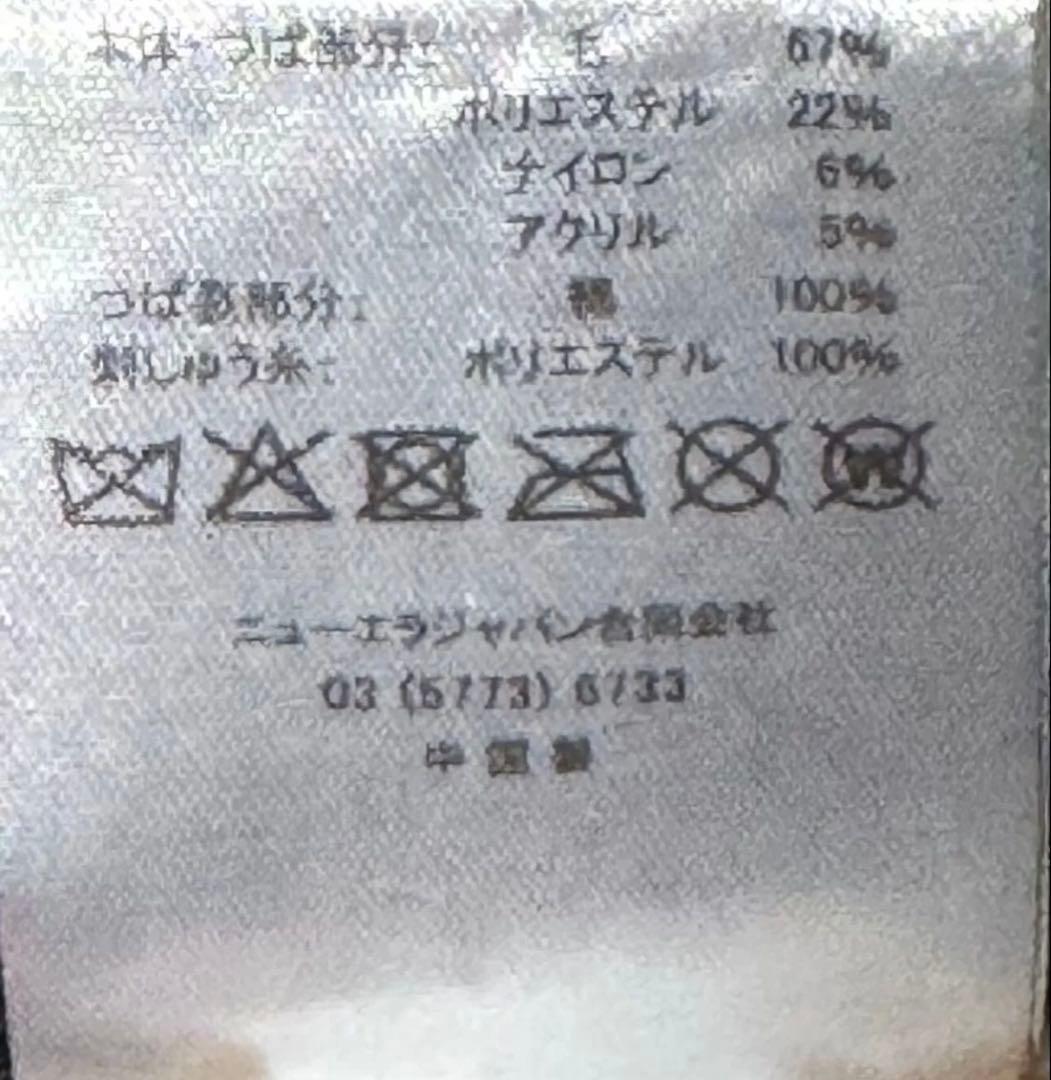 本体・つば部分: 毛 67%
ポリエステル 22%
ナイロン 6%
アクリル 5%
つば裏部分: 綿 100%
刺しゅう糸: ポリエステル 100%
ニューエラジャパン合同会社
03 (5773) 6733
中国製